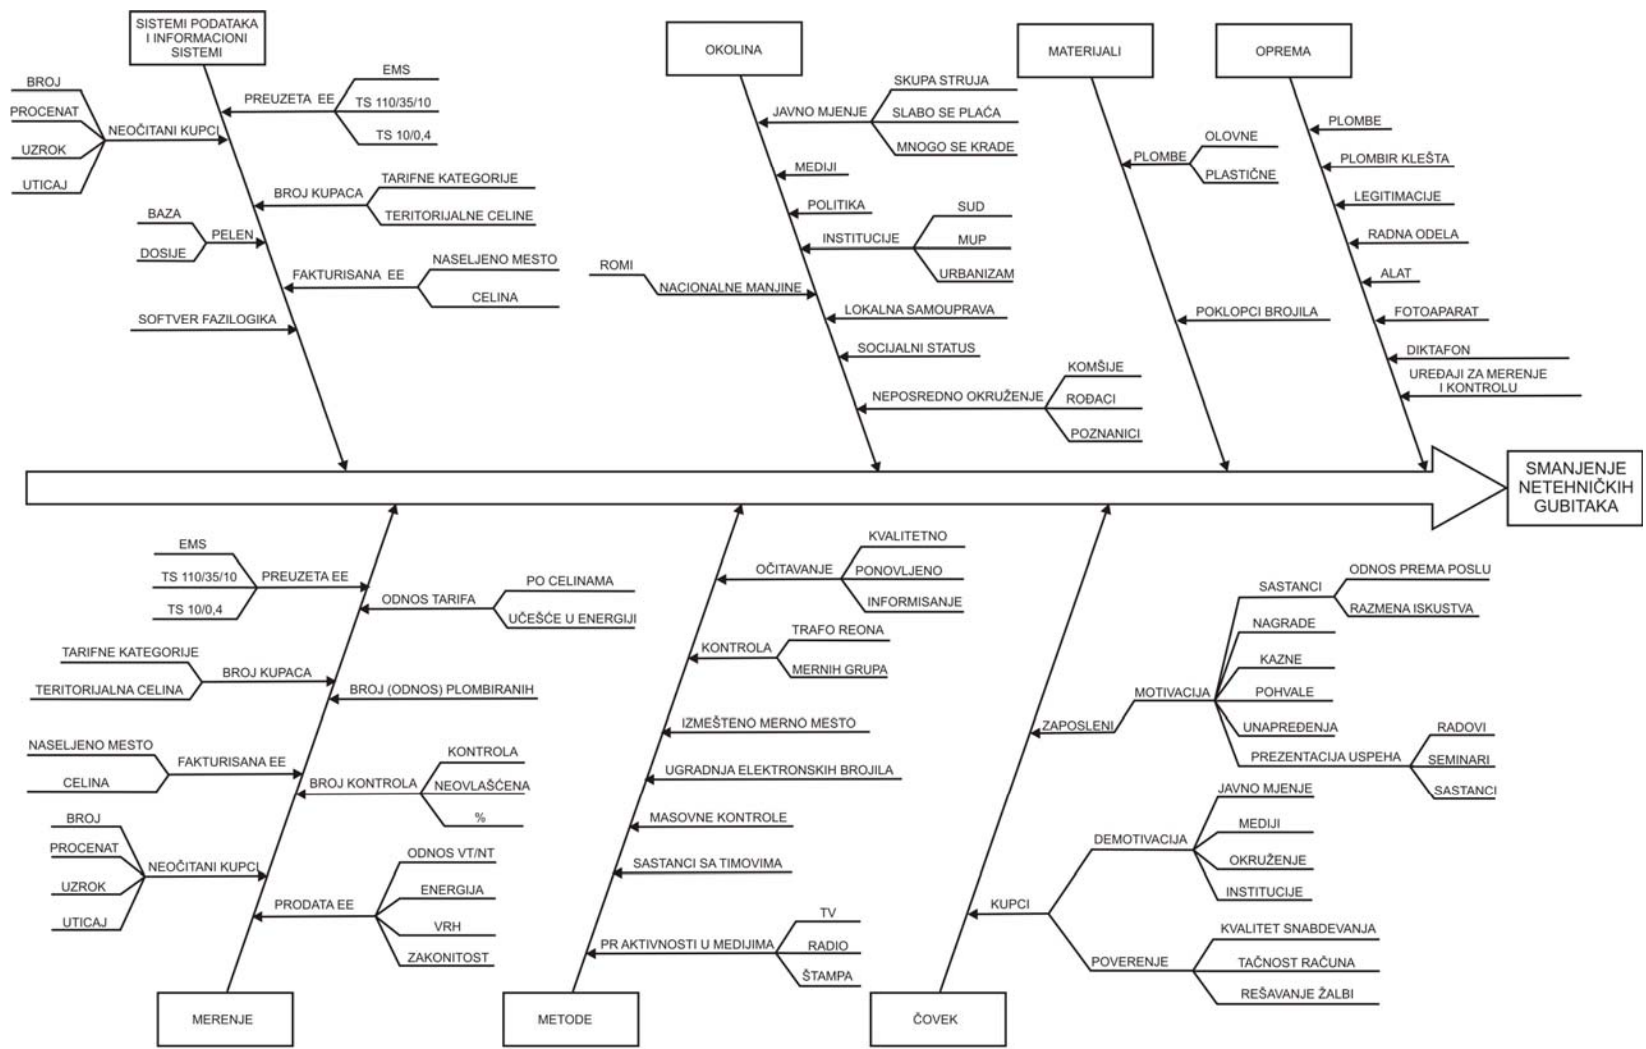 SISTEMI PODATAKA
I INFORMACIONI
SISTEMI
BROJ
PROCENAT
UZROK
UTICAJ
NEOČITANI KUPCI
PREUZETA EE
EMS
TS 110/35/10
TS 10/0,4
BROJ KUPACA
TARIFNE KATEGORIJE
TERITORIJALNE CELINE
BAZA
DOSIJE
PELEN
FAKTURISANA EE
NASELJENO MESTO
CELINA
SOFTVER FAZILOGIKA
OKOLINA
JAVNO MJENJE
SKUPA STRUJA
SLABO SE PLAĆA
MNOGO SE KRADE
MEDIJI
POLITIKA
INSTITUCIJE
SUD
MUP
URBANIZAM
ROMI
NACIONALNE MANJINE
LOKALNA SAMOUPRAVA
SOCIJALNI STATUS
NEPOSREDNO OKRUŽENJE
KOMŠIJE
ROĐACI
POZNANICI
MATERIJALI
PLOMBE
OLOVNE
PLASTIČNE
POKLOPCI BROJILA
OPREMA
PLOMBE
PLOMBIR KLEŠTA
LEGITIMACIJE
RADNA ODELA
ALAT
FOTOAPARAT
DIKTAFON
UREĐAJI ZA MERENJE
I KONTROLU
SMANJENJE
NETEHNIČKIH
GUBITAKA
EMS
TS 110/35/10
TS 10/0,4
PREUZETA EE
ODNOS TARIFA
PO CELINAMA
UČEŠĆE U ENERGIJI
TARIFNE KATEGORIJE
TERITORIJALNA CELINA
BROJ KUPACA
BROJ (ODNOS) PLOMBIRANIH
NASELJENO MESTO
CELINA
FAKTURISANA EE
BROJ KONTROLA
KONTROLA
NEOVLAŠĆENA
%
BROJ
PROCENAT
UZROK
UTICAJ
NEOČITANI KUPCI
PRODATA EE
ODNOS VT/NT
ENERGIJA
VRH
ZAKONITOST
MERENJE
OČITAVANJE
KVALITETNO
PONOVLJENO
INFORMISANJE
KONTROLA
TRAFO REONA
MERNIH GRUPA
IZMEŠTENO MERNO MESTO
UGRADNJA ELEKTRONSKIH BROJILA
MASOVNE KONTROLE
SASTANCI SA TIMOVIMA
PR AKTIVNOSTI U MEDIJIMA
TV
RADIO
ŠTAMPA
METODE
ZAPOSLENI
MOTIVACIJA
SASTANCI
ODNOS PREMA POSLU
RAZMENA ISKUSTVA
NAGRADE
KAZNE
POHVALE
UNAPREĐENJA
PREZENTACIJA USPEHA
RADOVI
SEMINARI
SASTANCI
KUPCI
DEMOTIVACIJA
JAVNO MJENJE
MEDIJI
OKRUŽENJE
INSTITUCIJE
POVERENJE
KVALITET SNABDEVANJA
TAČNOST RAČUNA
REŠAVANJE ŽALBI
ČOVEK